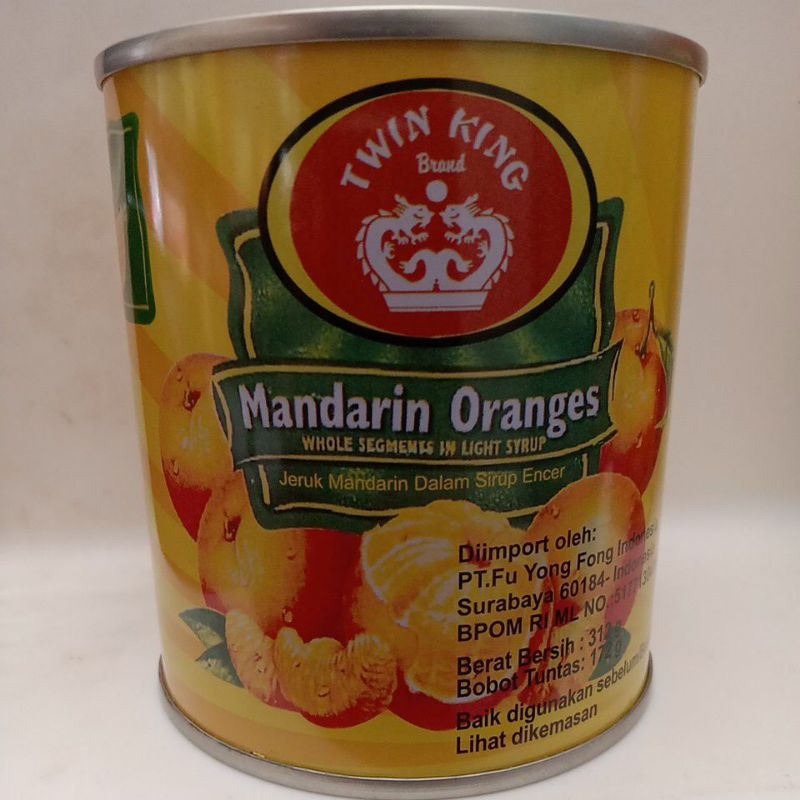 TWIN KING
Brand
Mandarin Oranges
WHOLE SEGMENTS IN LIGHT SYRUP
Jeruk Mandarin Dalam Sirup Encer
Diimport oleh:
PT.Fu Yong Fong
Surabaya 60184-
BPOM RI ML NO.
Berat Bersih : 312 g
Bobot Tuntas:
Baik digunakan sebelum
Lihat dikemasan